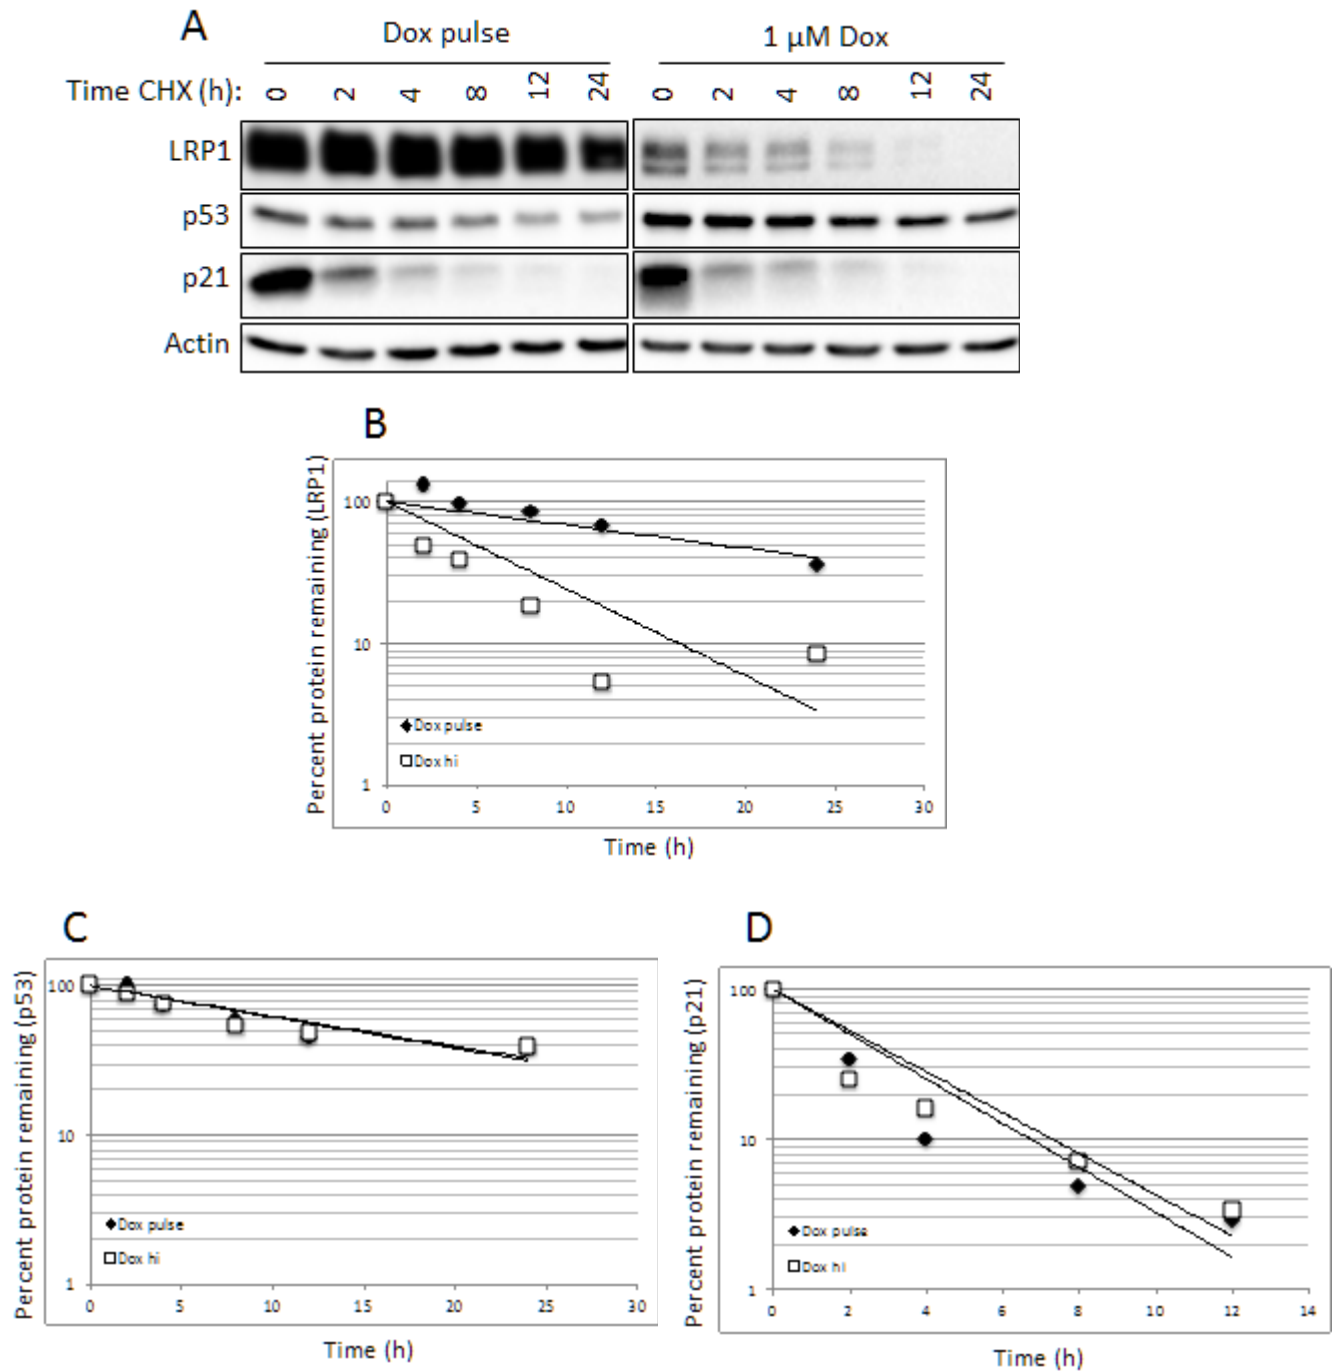 A
Dox pulse
1 µM Dox
Time CHX (h):
0 2 4 8 12 24 0 2 4 8 12 24
LRP1
p53
p21
Actin
B
Percent protein remaining (LRP1)
100
10
1
Dox pulse
Dox hi
0 5 10 15 20 25 30
Time (h)
C
Percent protein remaining (p53)
100
10
1
Dox pulse
Dox hi
0 5 10 15 20 25 30
Time (h)
D
Percent protein remaining (p21)
100
10
1
Dox pulse
Dox hi
0 2 4 6 8 10 12 14
Time (h)